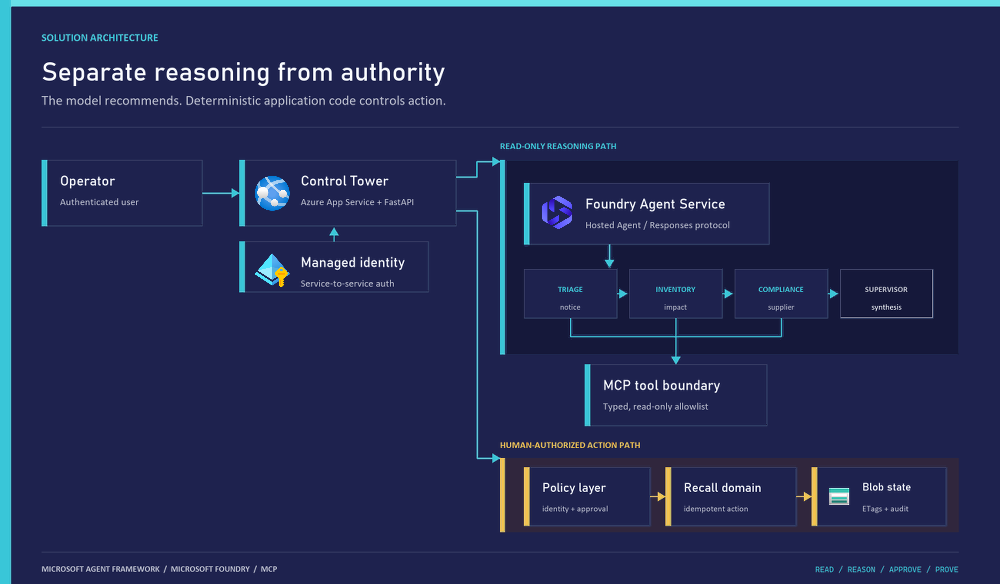 SOLUTION ARCHITECTURE
Separate reasoning from authority
The model recommends. Deterministic application code controls action.
Operator
Authenticated user
Control Tower
Azure App Service + FastAPI
Managed identity
Service-to-service auth
READ-ONLY REASONING PATH
Foundry Agent Service
Hosted Agent / Responses protocol
TRIAGE
notice
INVENTORY
impact
COMPLIANCE
supplier
SUPERVISOR
synthesis
MCP tool boundary
Typed, read-only allowlist
HUMAN-AUTHORIZED ACTION PATH
Policy layer
identity + approval
Recall domain
idempotent action
Blob state
ETags + audit
MICROSOFT AGENT FRAMEWORK / MICROSOFT FOUNDRY / MCP
READ / REASON / APPROVE / PROVE